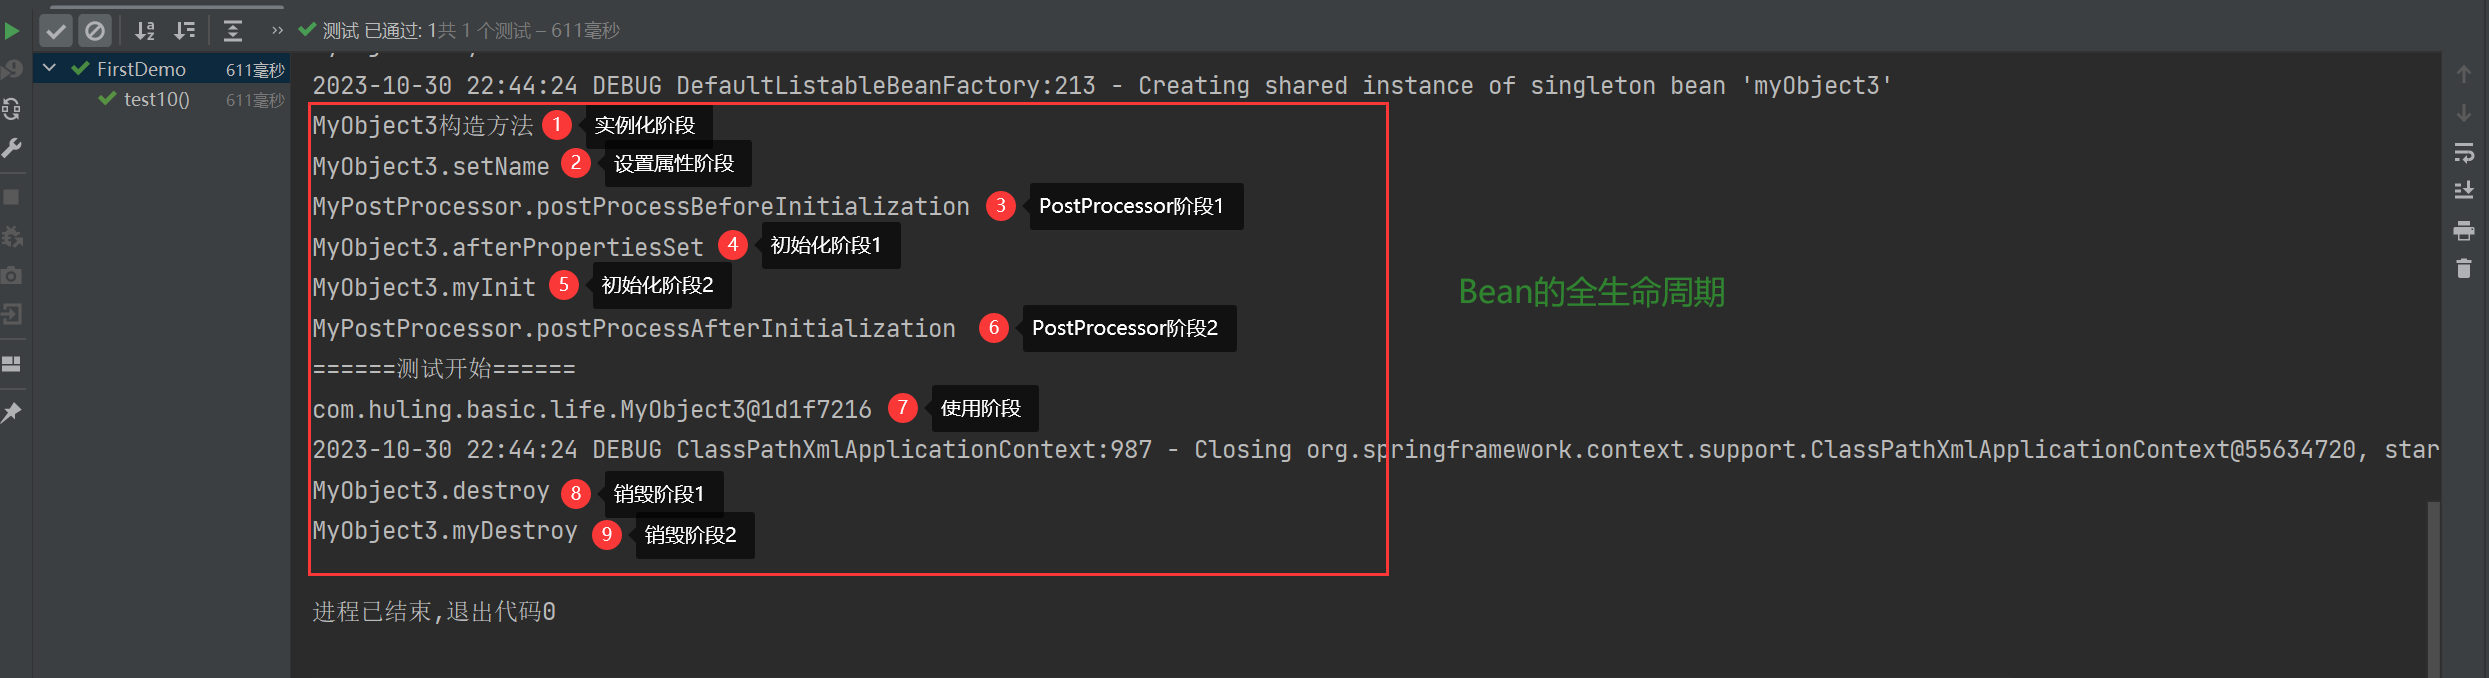 测试 已通过: 1共 1 个测试 – 611毫秒
FirstDemo 611毫秒
test10() 611毫秒
2023-10-30 22:44:24 DEBUG DefaultListableBeanFactory:213 - Creating shared instance of singleton bean 'myObject3'
MyObject3构造方法 1 实例化阶段
MyObject3.setName 2 设置属性阶段
MyPostProcessor.postProcessBeforeInitialization 3 PostProcessor阶段1
MyObject3.afterPropertiesSet 4 初始化阶段1
MyObject3.myInit 5 初始化阶段2
Bean的全生命周期
MyPostProcessor.postProcessAfterInitialization 6 PostProcessor阶段2
======测试开始======
com.huling.basic.life.MyObject3@1d1f7216 7 使用阶段
2023-10-30 22:44:24 DEBUG ClassPathXmlApplicationContext:987 - Closing org.springframework.context.support.ClassPathXmlApplicationContext@55634720, star
MyObject3.destroy 8 销毁阶段1
MyObject3.myDestroy 9 销毁阶段2
进程已结束,退出代码0